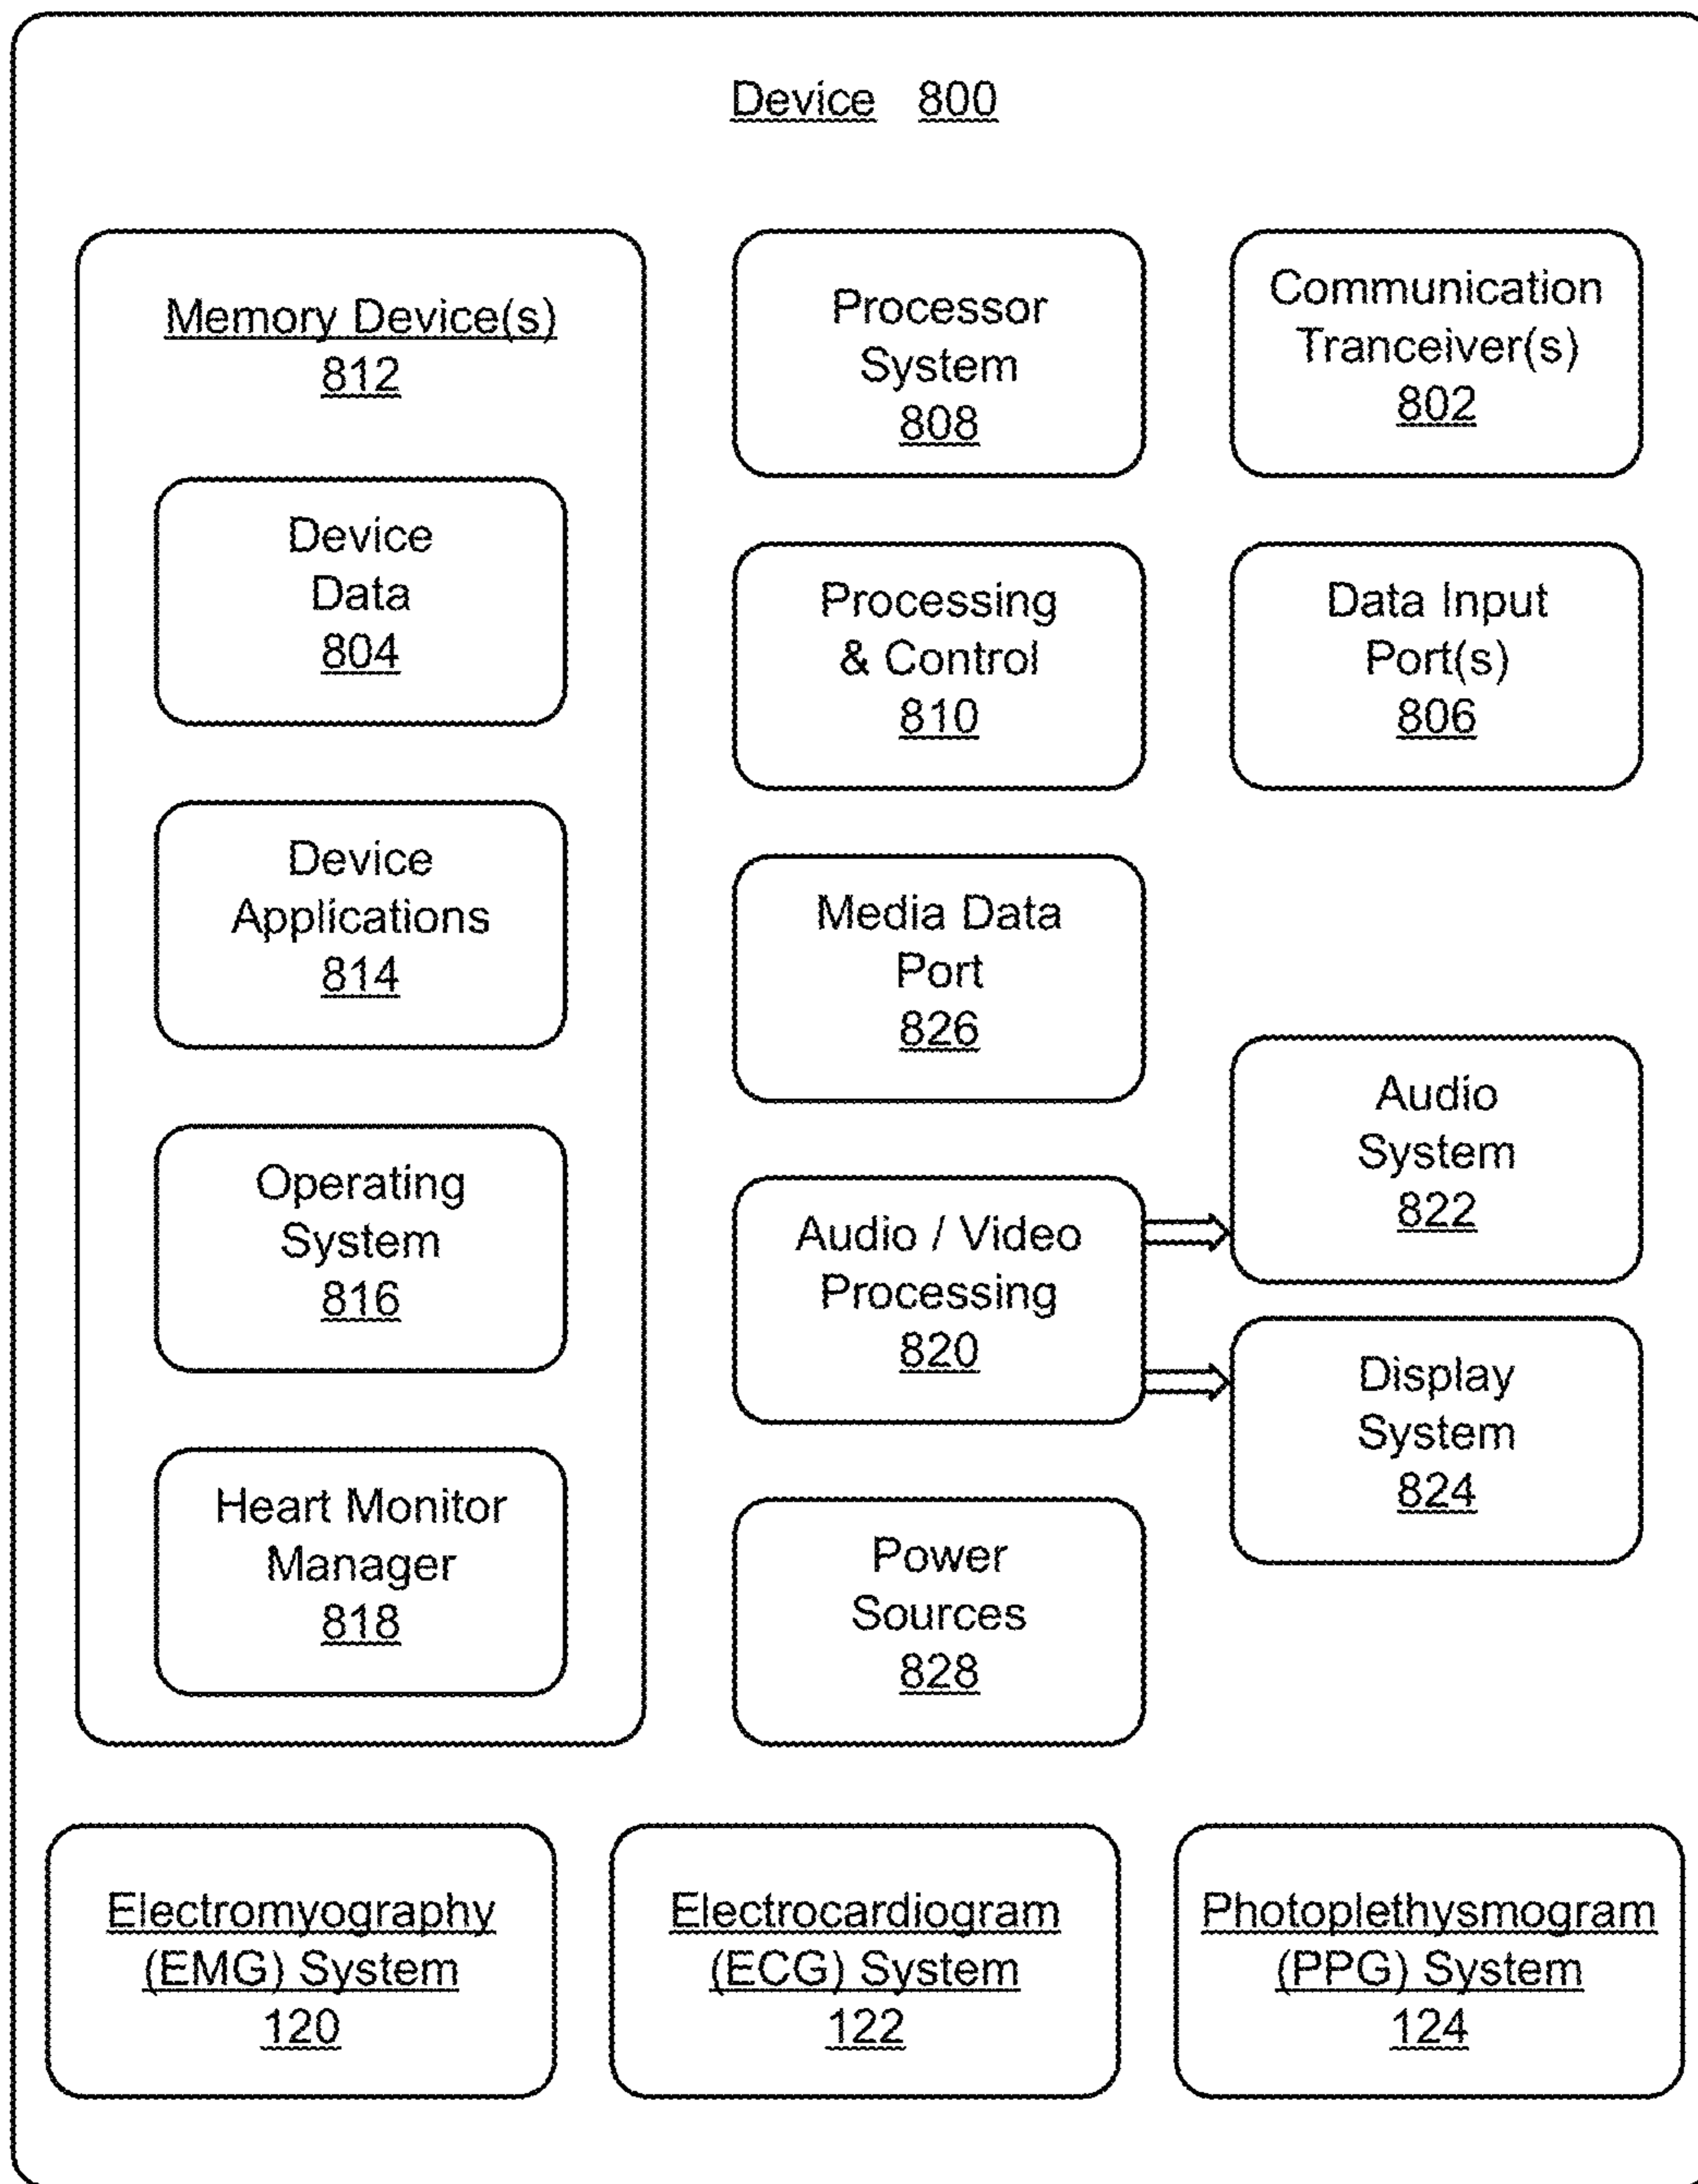 Device 800
Memory Device(s)
812
Device
Data
804
Device
Applications
814
Operating
System
816
Heart Monitor
Manager
818
Processor
System
808
Processing
& Control
810
Media Data
Port
826
Audio / Video
Processing
820
Power
Sources
828
Communication
Tranceiver(s)
802
Data Input
Port(s)
806
Audio
System
822
Display
System
824
Electromyography
(EMG) System
120
Electrocardiogram
(ECG) System
122
Photoplethysmogram
(PPG) System
124